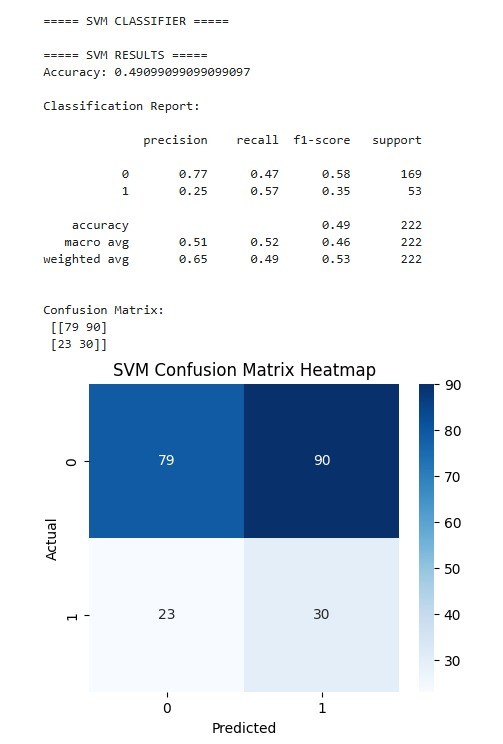 ===== SVM CLASSIFIER =====
===== SVM RESULTS =====
Accuracy: 0.49099099099099097
Classification Report:
precision recall f1-score support
0 0.77 0.47 0.58 169
1 0.25 0.57 0.35 53
accuracy 0.49 222
macro avg 0.51 0.52 0.46 222
weighted avg 0.65 0.49 0.53 222
Confusion Matrix:
[[79 90]
[23 30]]
SVM Confusion Matrix Heatmap
90
80
70
60
50
40
30
Actual
0
1
79 90
23 30
0 1
Predicted